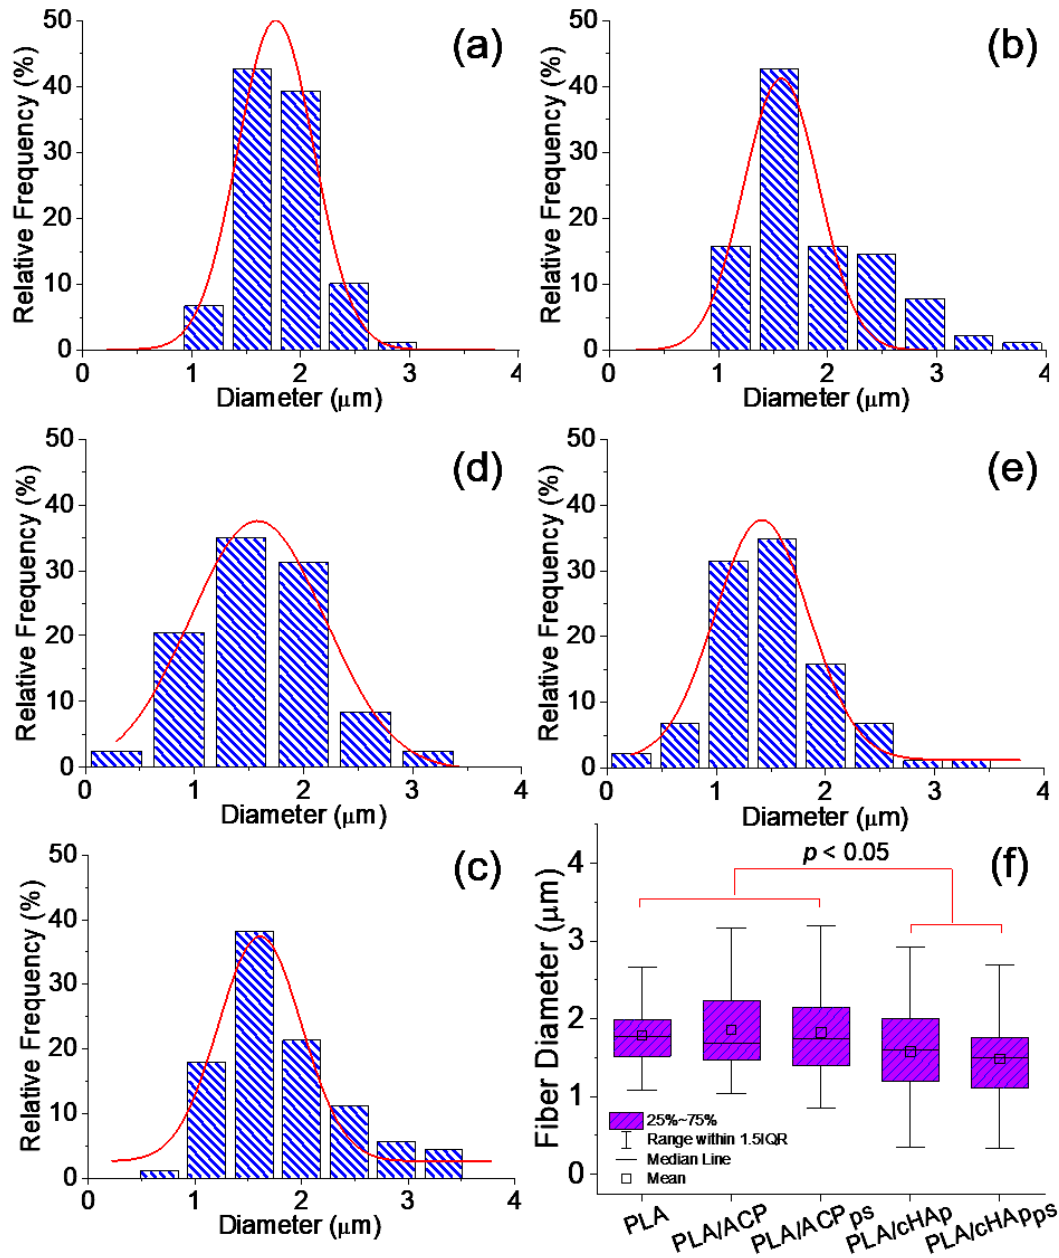 (a)
Relative Frequency (%)
50
40
30
20
10
0
0 1 2 3 4
Diameter (μm)
(b)
Relative Frequency (%)
50
40
30
20
10
0
0 1 2 3 4
Diameter (μm)
(d)
Relative Frequency (%)
50
40
30
20
10
0
0 1 2 3 4
Diameter (μm)
(e)
Relative Frequency (%)
50
40
30
20
10
0
0 1 2 3 4
Diameter (μm)
(c)
Relative Frequency (%)
50
40
30
20
10
0
0 1 2 3 4
Diameter (μm)
(f)
p < 0.05
Fiber Diameter (μm)
4
3
2
1
0
25%~75%
Range within 1.5IQR
Median Line
Mean
PLA
PLA/ACP
PLA/ACPps
PLA/cHAp
PLA/cHApps